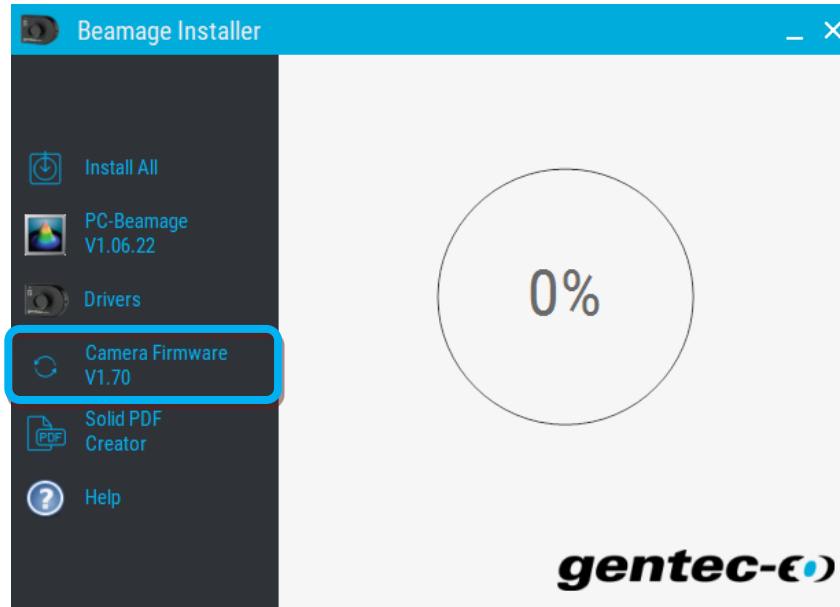 Beamage Installer
Install All
PC-Beamage
V1.06.22
Drivers
Camera Firmware
V1.70
Solid PDF
Creator
PDF
Help
0%
gentec-eo